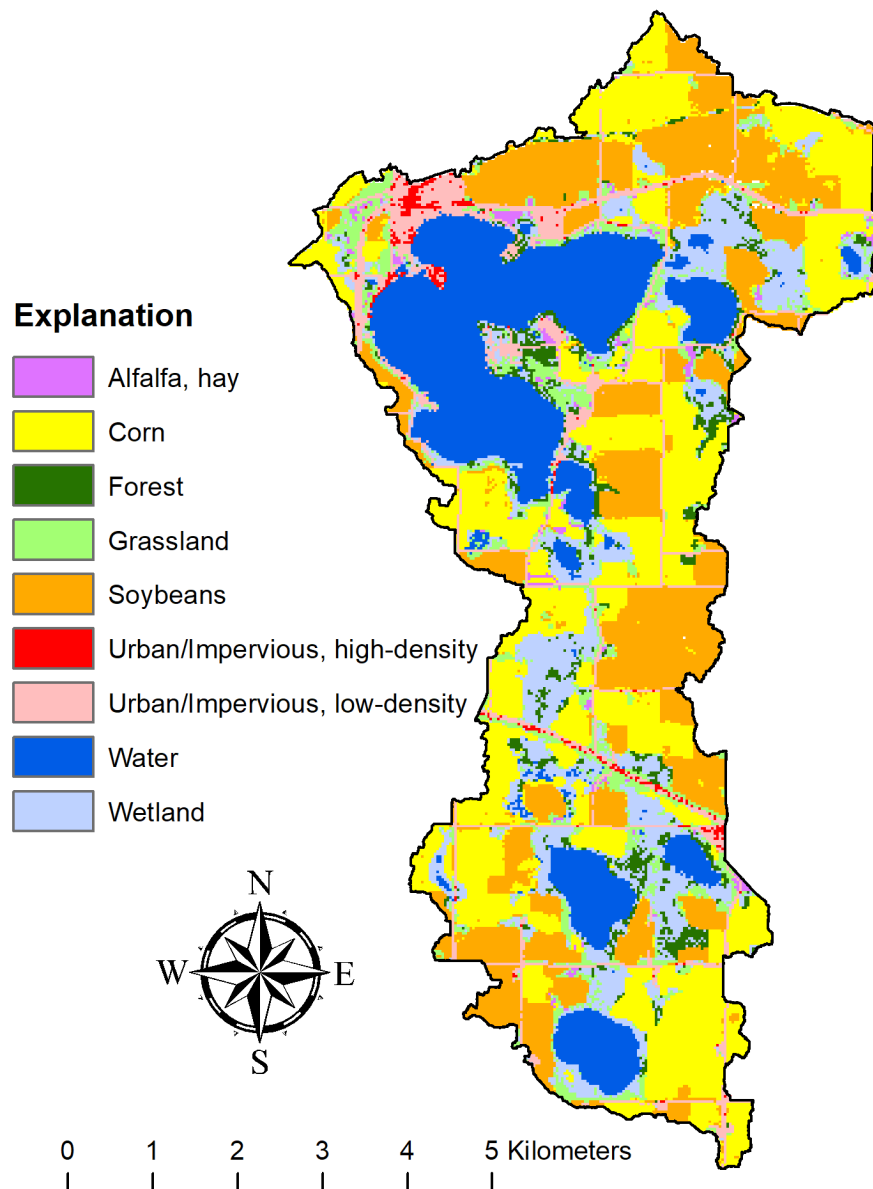 Explanation
Alfalfa, hay
Corn
Forest
Grassland
Soybeans
Urban/Impervious, high-density
Urban/Impervious, low-density
Water
Wetland
N
W E
S
0 1 2 3 4 5 Kilometers